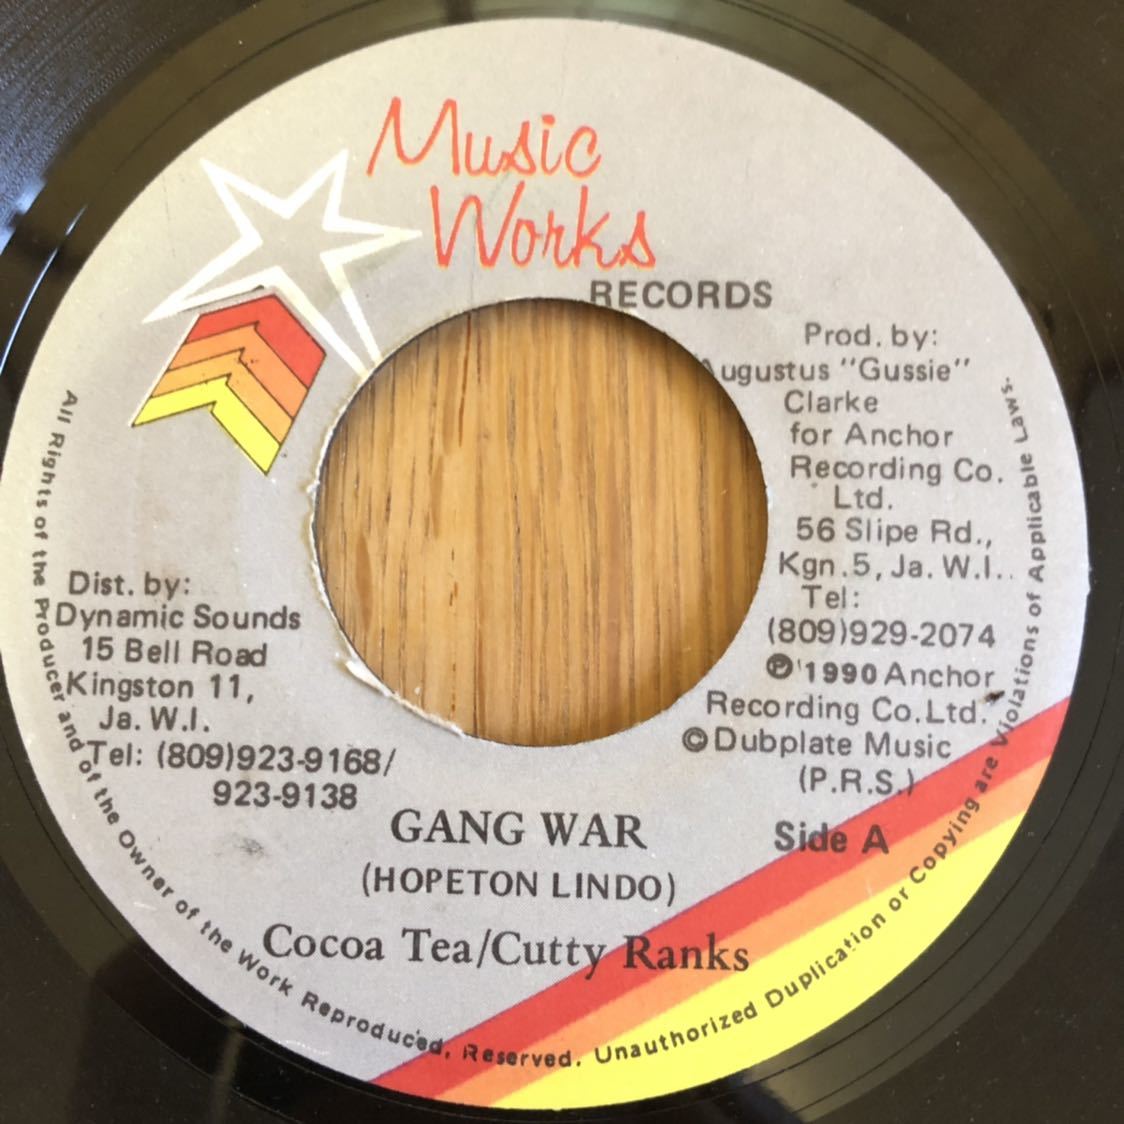 Music
Works
RECORDS
Prod. by:
Augustus "Gussie"
Clarke
for Anchor
Recording Co.
Ltd.
56 Slipe Rd.,
Kgn.5, Ja. W.I..
Tel:
(809)929-2074
℗ 1990 Anchor
Recording Co.Ltd.
© Dubplate Music
(P.R.S.)
Side A
Dist. by:
Dynamic Sounds
15 Bell Road
Kingston 11,
Ja. W.I.
Tel: (809)923-9168/
923-9138
GANG WAR
(HOPETON LINDO)
Cocoa Tea/Cutty Ranks
All Rights of the Producer and of the Owner of the Work Reproduced, Reserved. Unauthorized Duplication or Copying are Violations of Applicable Laws.